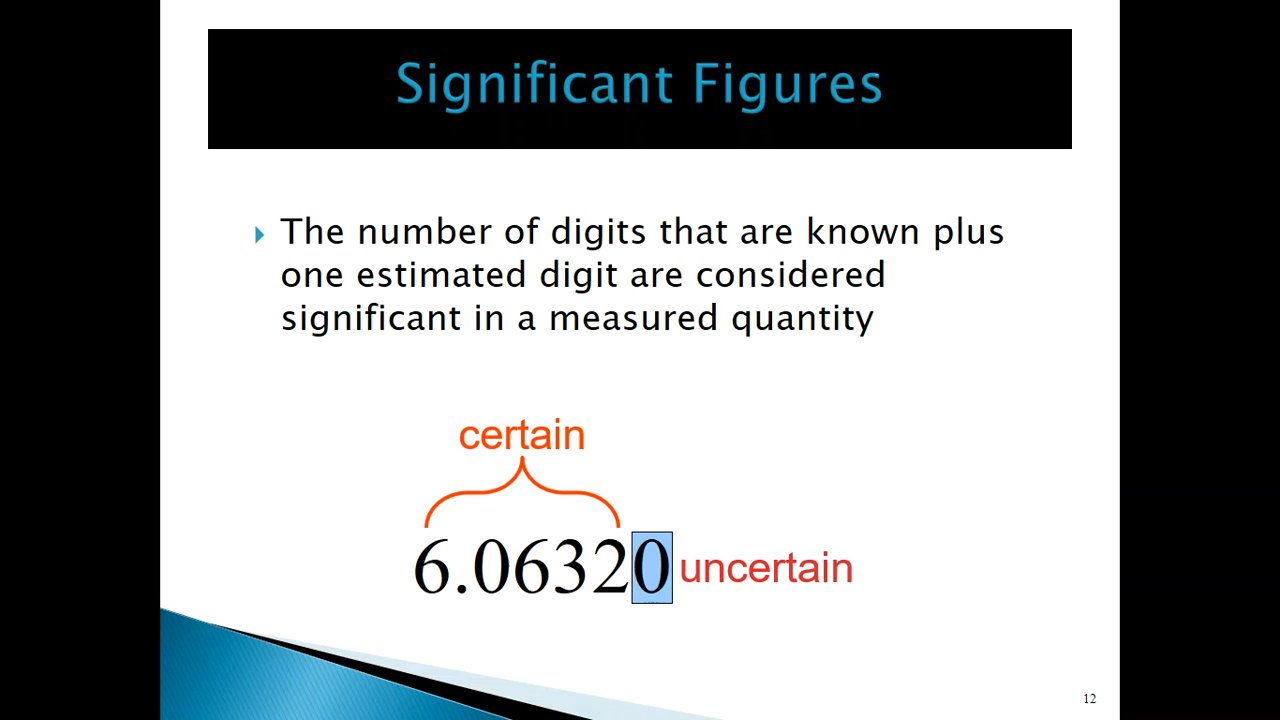 Significant Figures
The number of digits that are known plus
one estimated digit are considered
significant in a measured quantity
certain
6.06320 uncertain
12